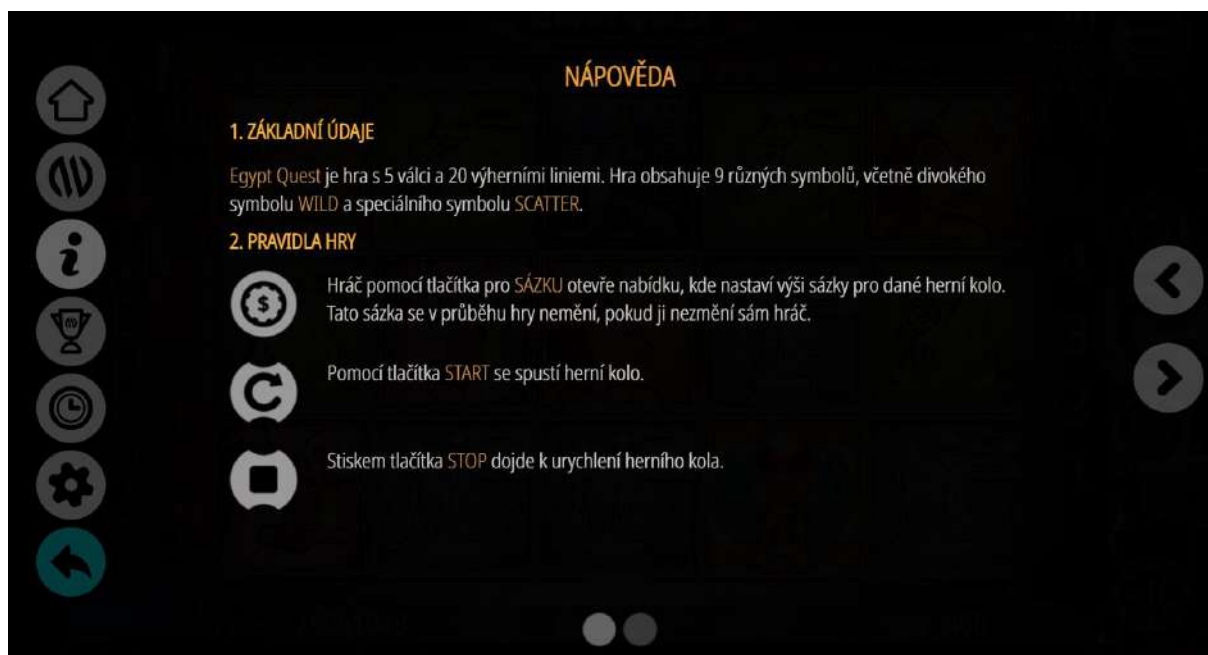 NÁPOVĚDA
1. ZÁKLADNÍ ÚDAJE
Egypt Quest je hra s 5 válci a 20 výherními liniemi. Hra obsahuje 9 různých symbolů, včetně divokého
symbolu WILD a speciálního symbolu SCATTER.
2. PRAVIDLA HRY
Hráč pomocí tlačítka pro SÁZKU otevře nabídku, kde nastaví výši sázky pro dané herní kolo.
Tato sázka se v průběhu hry nemění, pokud ji nezmění sám hráč.
Pomocí tlačítka START se spustí herní kolo.
Stiskem tlačítka STOP dojde k urychlení herního kola.